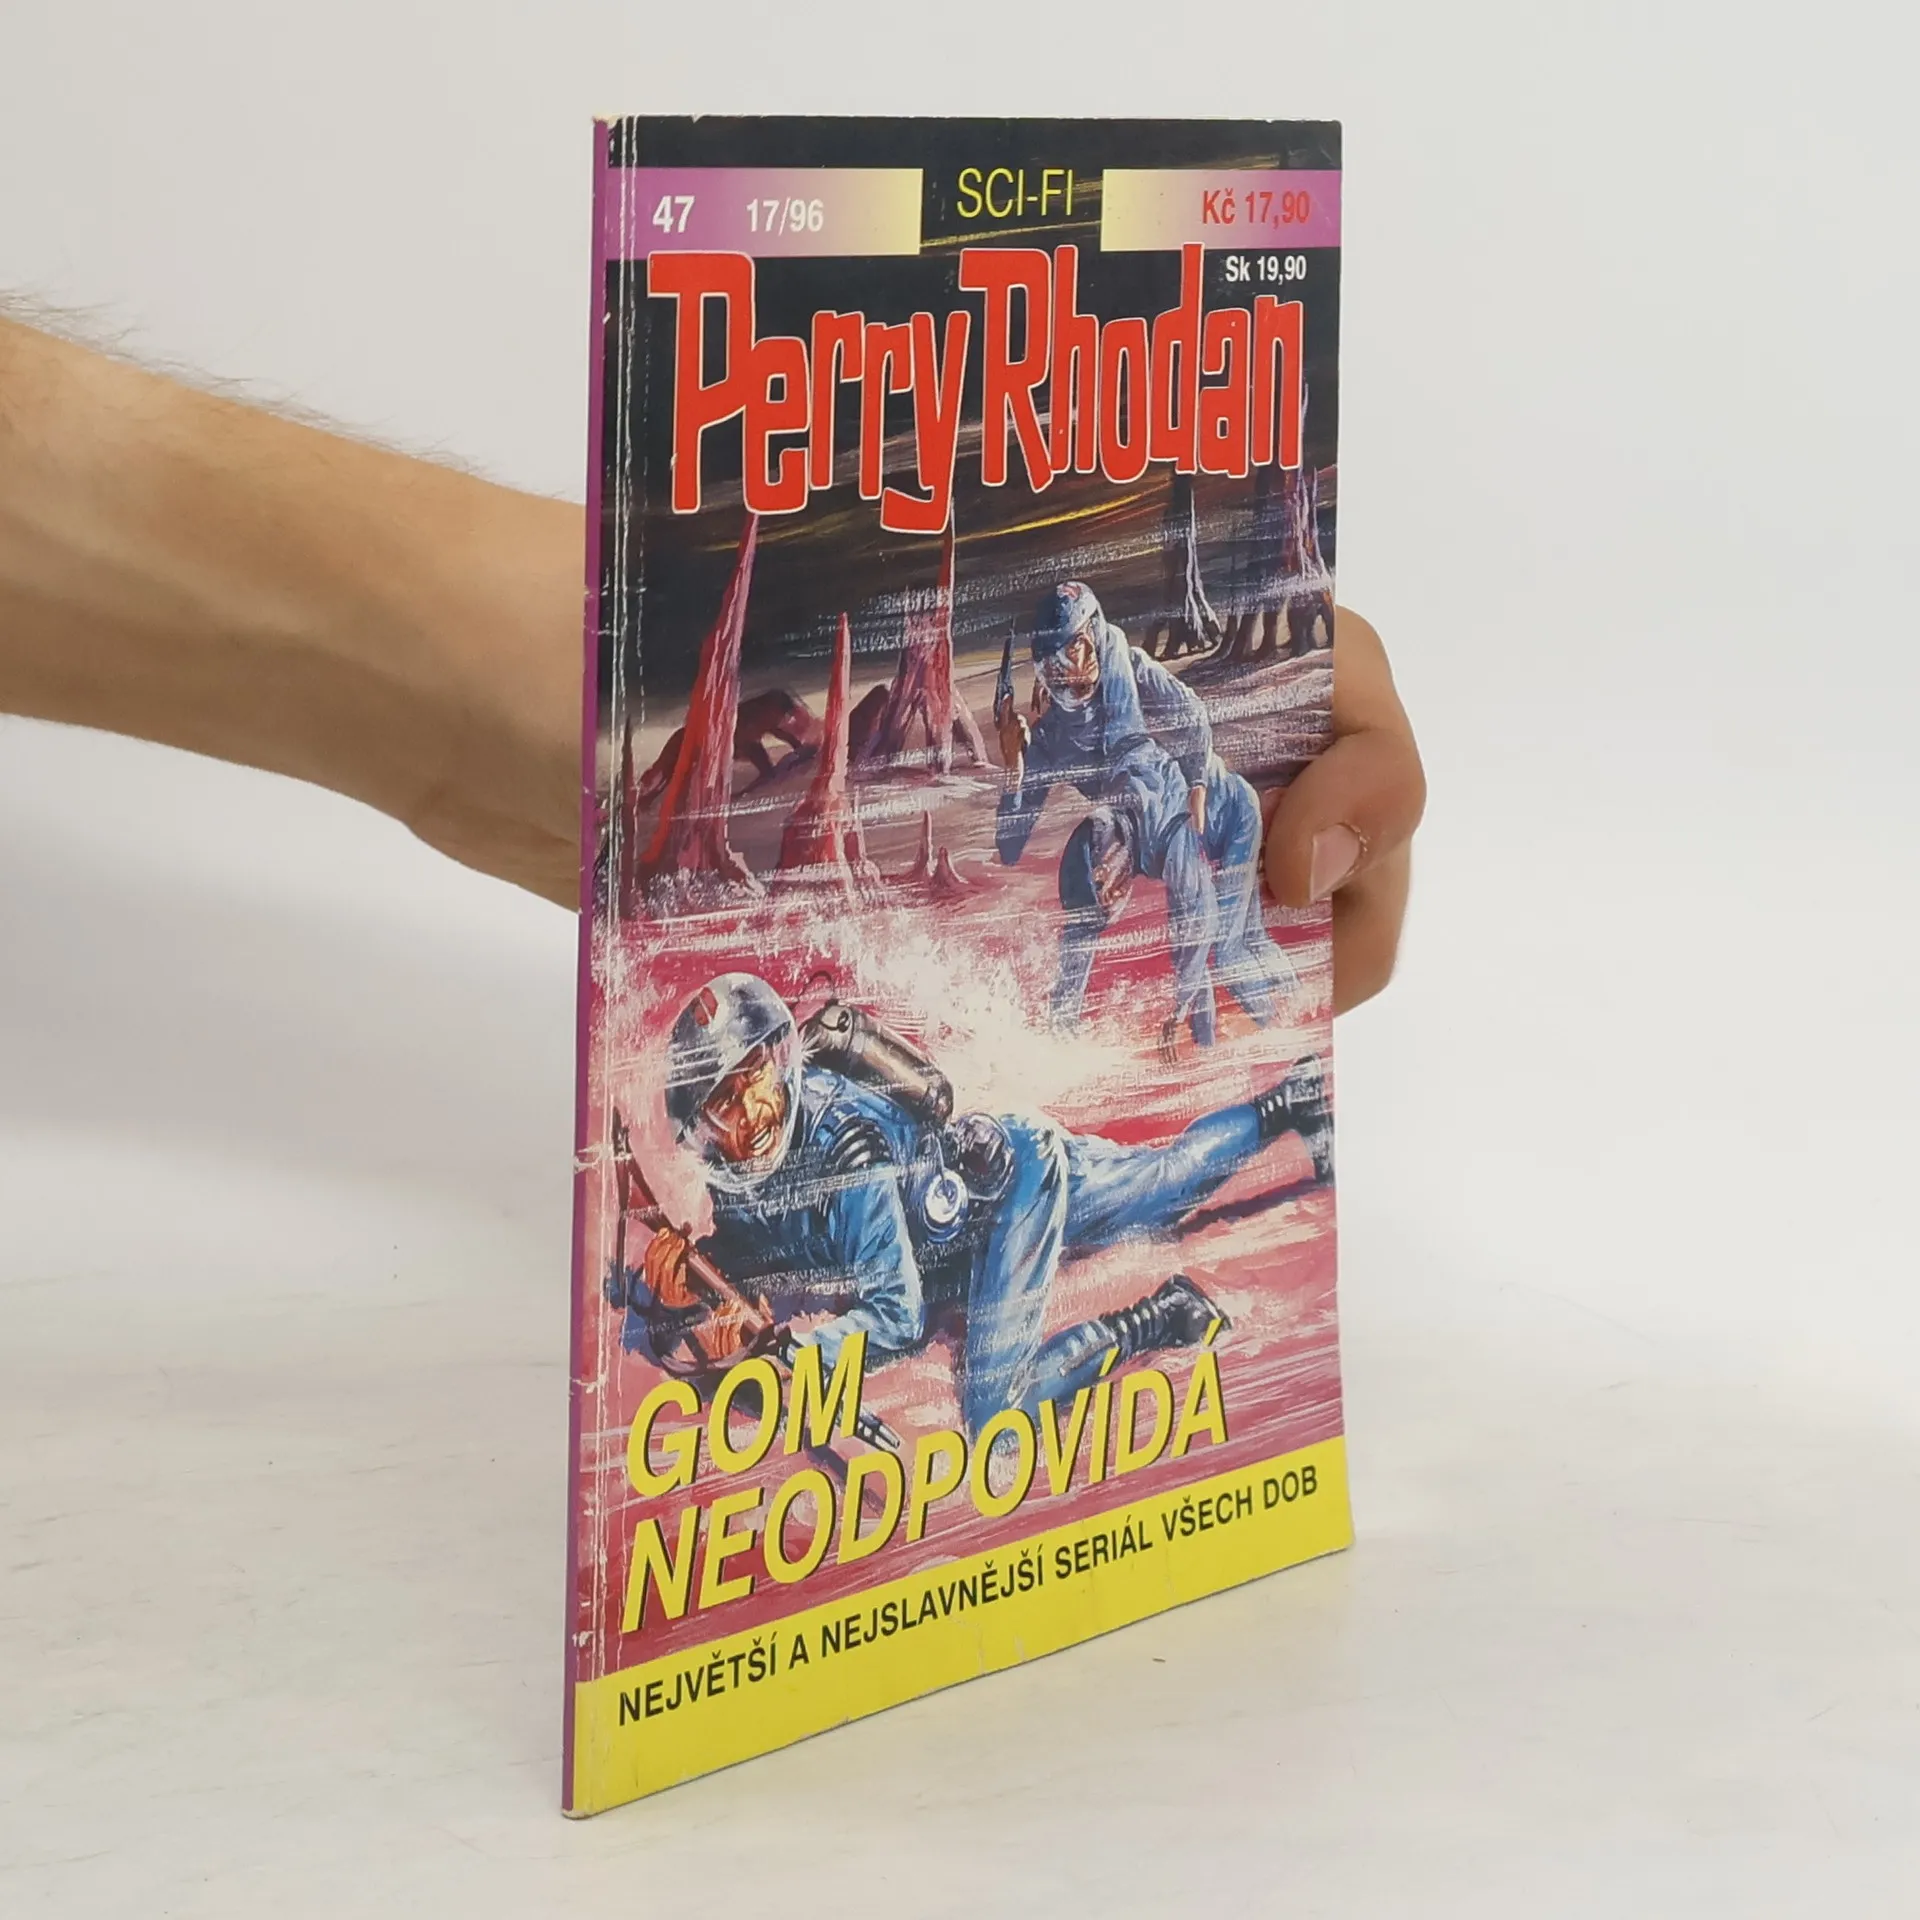 47 17/96 SCI-FI Kč 17,90
Sk 19,90
Perry Rhodan
GOM
NEODPOVÍDÁ
NEJVĚTŠÍ A NEJSLAVNĚJŠÍ SERIÁL VŠECH DOB